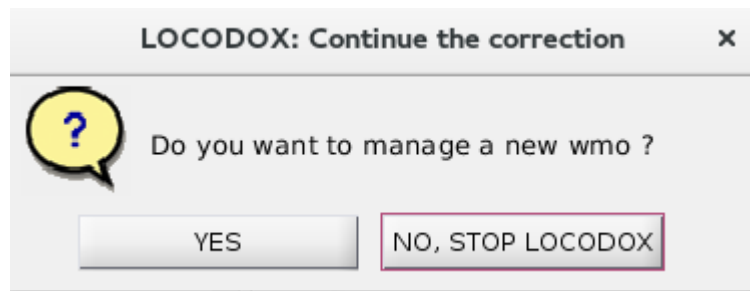 LOCODOX: Continue the correction ×
?
Do you want to manage a new wmo ?
YES
NO, STOP LOCODOX